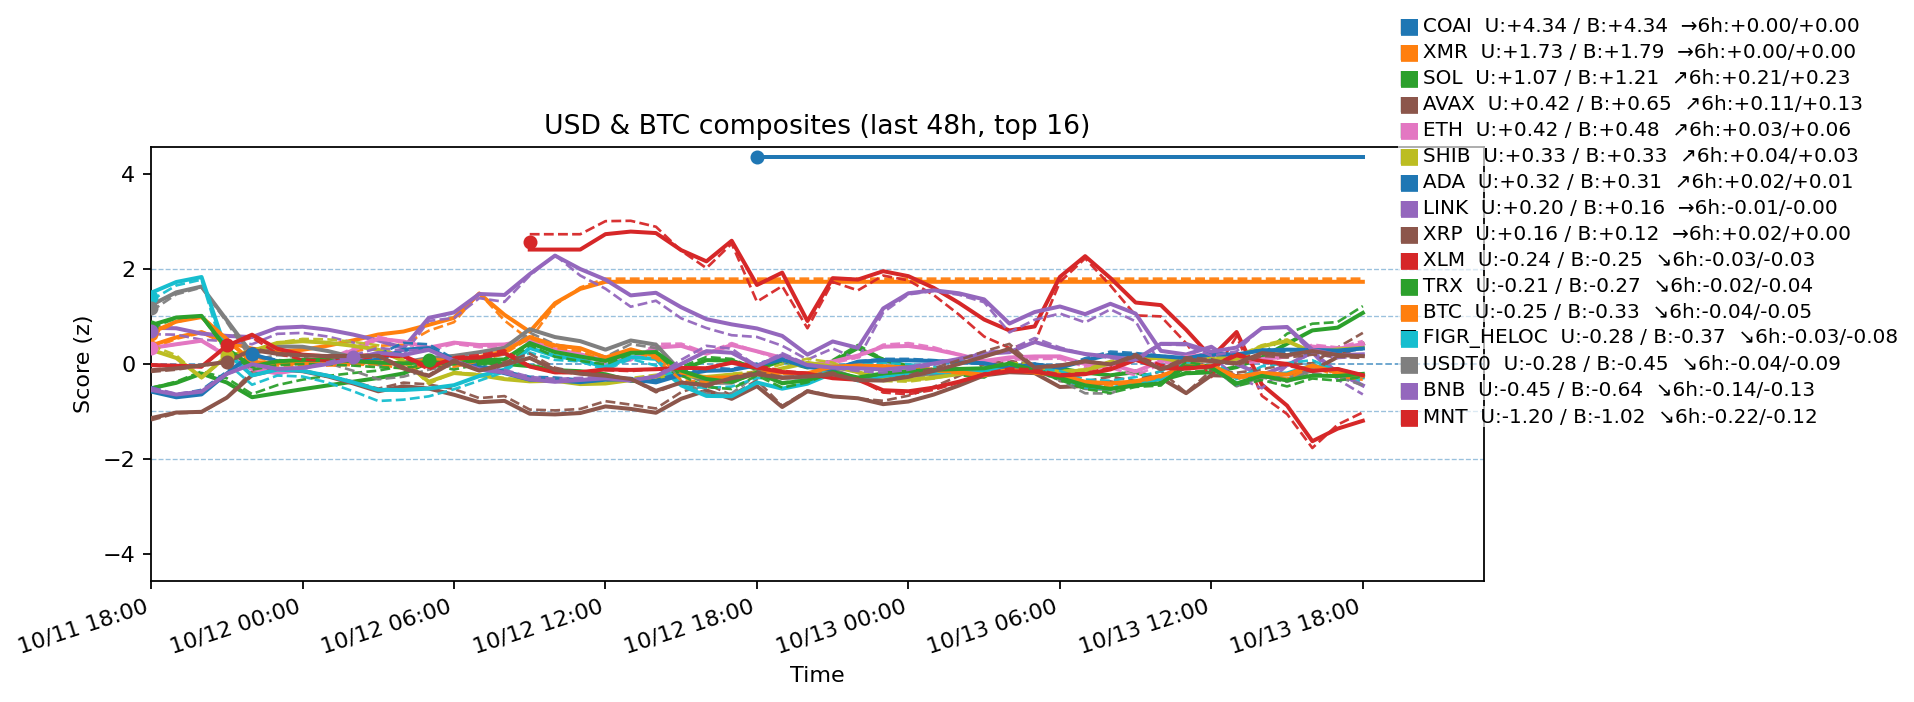 COAI  U:+4.34 / B:+4.34  →6h:+0.00/+0.00
XMR  U:+1.73 / B:+1.79  →6h:+0.00/+0.00
SOL  U:+1.07 / B:+1.21  ↗6h:+0.21/+0.23
AVAX  U:+0.42 / B:+0.65  ↗6h:+0.11/+0.13
ETH  U:+0.42 / B:+0.48  ↗6h:+0.03/+0.06
SHIB  U:+0.33 / B:+0.33  ↗6h:+0.04/+0.03
ADA  U:+0.32 / B:+0.31  ↗6h:+0.02/+0.01
LINK  U:+0.20 / B:+0.16  →6h:-0.01/-0.00
XRP  U:+0.16 / B:+0.12  →6h:+0.02/+0.00
XLM  U:-0.24 / B:-0.25  ↘6h:-0.03/-0.03
TRX  U:-0.21 / B:-0.27  ↘6h:-0.02/-0.04
BTC  U:-0.25 / B:-0.33  ↘6h:-0.04/-0.05
FIGR_HELOC  U:-0.28 / B:-0.37  ↘6h:-0.03/-0.08
USDT0  U:-0.28 / B:-0.45  ↘6h:-0.04/-0.09
BNB  U:-0.45 / B:-0.64  ↘6h:-0.14/-0.13
MNT  U:-1.20 / B:-1.02  ↘6h:-0.22/-0.12
USD & BTC composites (last 48h, top 16)
Score (z)
4
2
0
−2
−4
10/11 18:00
10/12 00:00
10/12 06:00
10/12 12:00
10/12 18:00
10/13 00:00
10/13 06:00
10/13 12:00
10/13 18:00
Time